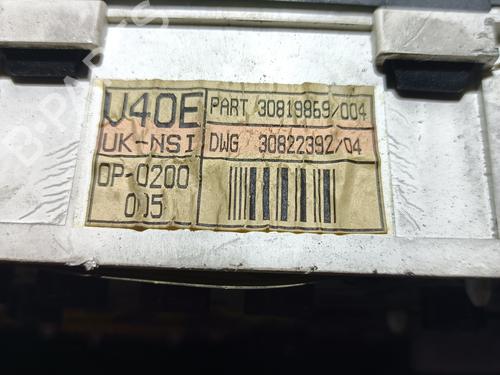 V40E
PART 30819869/004
UK-NSI
DWG 30822392/04
OP-0200
005